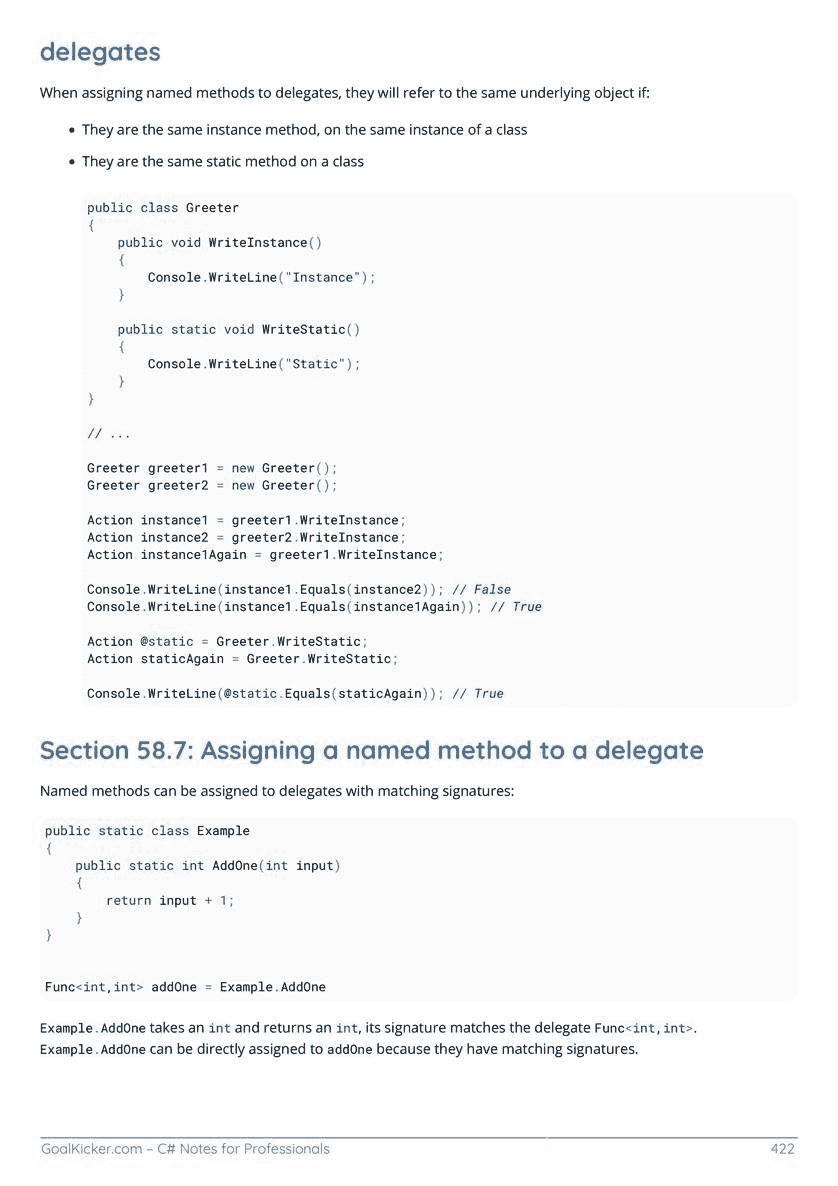 delegates
When assigning named methods to delegates, they will refer to the same underlying object if:
• They are the same instance method, on the same instance of a class
• They are the same static method on a class
public class Greeter
{
    public void WriteInstance()
    {
        Console.WriteLine("Instance");
    }
    public static void WriteStatic()
    {
        Console.WriteLine("Static");
    }
}
// ...
Greeter greeter1 = new Greeter();
Greeter greeter2 = new Greeter();
Action instance1 = greeter1.WriteInstance;
Action instance2 = greeter2.WriteInstance;
Action instance1Again = greeter1.WriteInstance;
Console.WriteLine(instance1.Equals(instance2)); // False
Console.WriteLine(instance1.Equals(instance1Again)); // True
Action @static = Greeter.WriteStatic;
Action staticAgain = Greeter.WriteStatic;
Console.WriteLine(@static.Equals(staticAgain)); // True
Section 58.7: Assigning a named method to a delegate
Named methods can be assigned to delegates with matching signatures:
public static class Example
{
    public static int AddOne(int input)
    {
        return input + 1;
    }
}
Func<int,int> addOne = Example.AddOne
Example.AddOne takes an int and returns an int, its signature matches the delegate Func<int,int>.
Example.AddOne can be directly assigned to addOne because they have matching signatures.
GoalKicker.com – C# Notes for Professionals 422